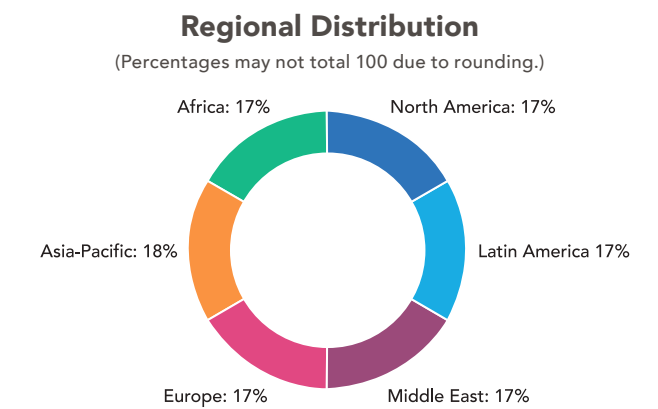 Regional Distribution
(Percentages may not total 100 due to rounding.)
Africa: 17%
North America: 17%
Asia-Pacific: 18%
Latin America 17%
Europe: 17%
Middle East: 17%